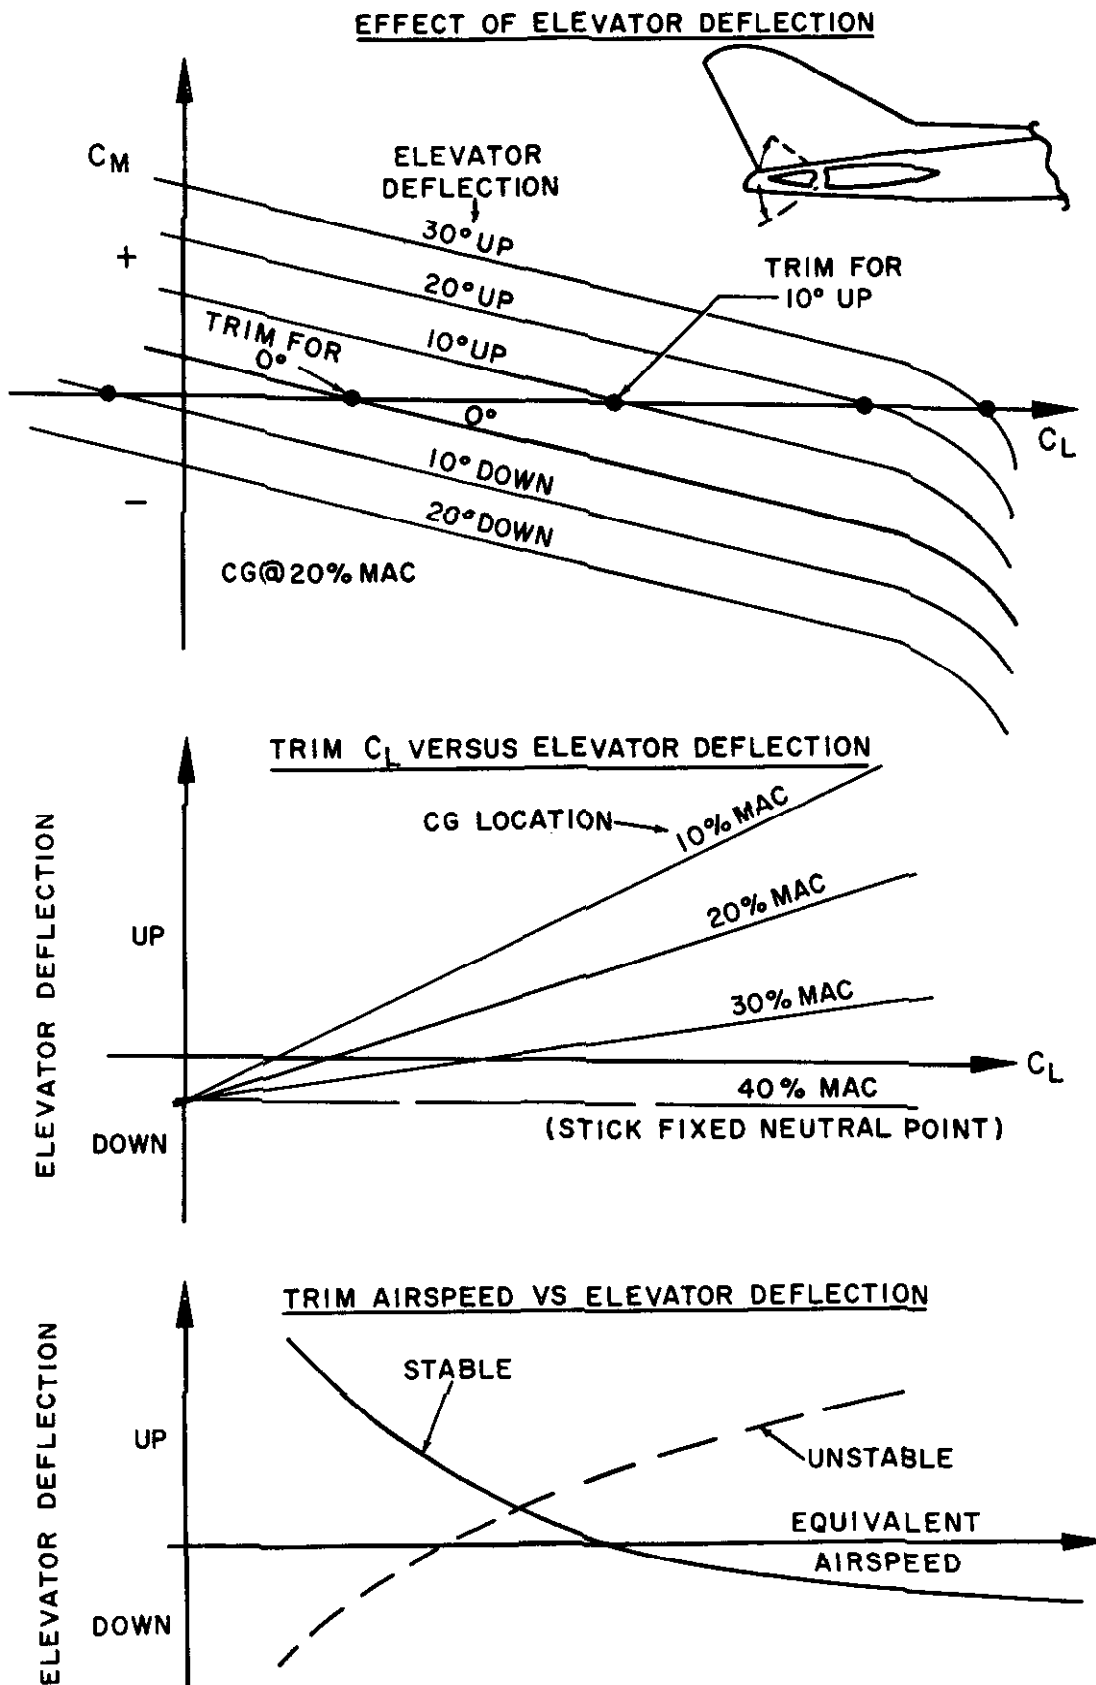 EFFECT OF ELEVATOR DEFLECTION
CM
ELEVATOR
DEFLECTION
30° UP
+
20° UP
TRIM FOR
10° UP
10° UP
TRIM FOR
0°
0°
CL
10° DOWN
–
20° DOWN
CG@20% MAC
TRIM CL VERSUS ELEVATOR DEFLECTION
CG LOCATION
10% MAC
20% MAC
UP
30% MAC
CL
40% MAC
(STICK FIXED NEUTRAL POINT)
DOWN
ELEVATOR DEFLECTION
TRIM AIRSPEED VS ELEVATOR DEFLECTION
STABLE
UP
UNSTABLE
EQUIVALENT
AIRSPEED
DOWN
ELEVATOR DEFLECTION